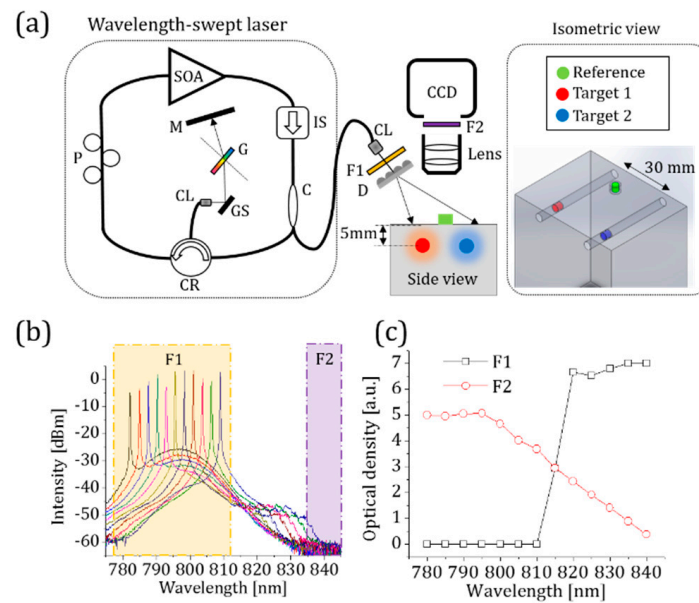 (a)
Wavelength-swept laser
SOA
M
P
G
IS
CL
GS
C
CR
CL
F1
D
CCD
F2
Lens
5mm
Side view
Isometric view
Reference
Target 1
Target 2
30 mm
(b)
F1
F2
Intensity [dBm]
0
-10
-20
-30
-40
-50
-60
780 790 800 810 820 830 840
Wavelength [nm]
(c)
F1
F2
Optical density [a.u.]
7
6
5
4
3
2
1
0
780 790 800 810 820 830 840
Wavelength [nm]